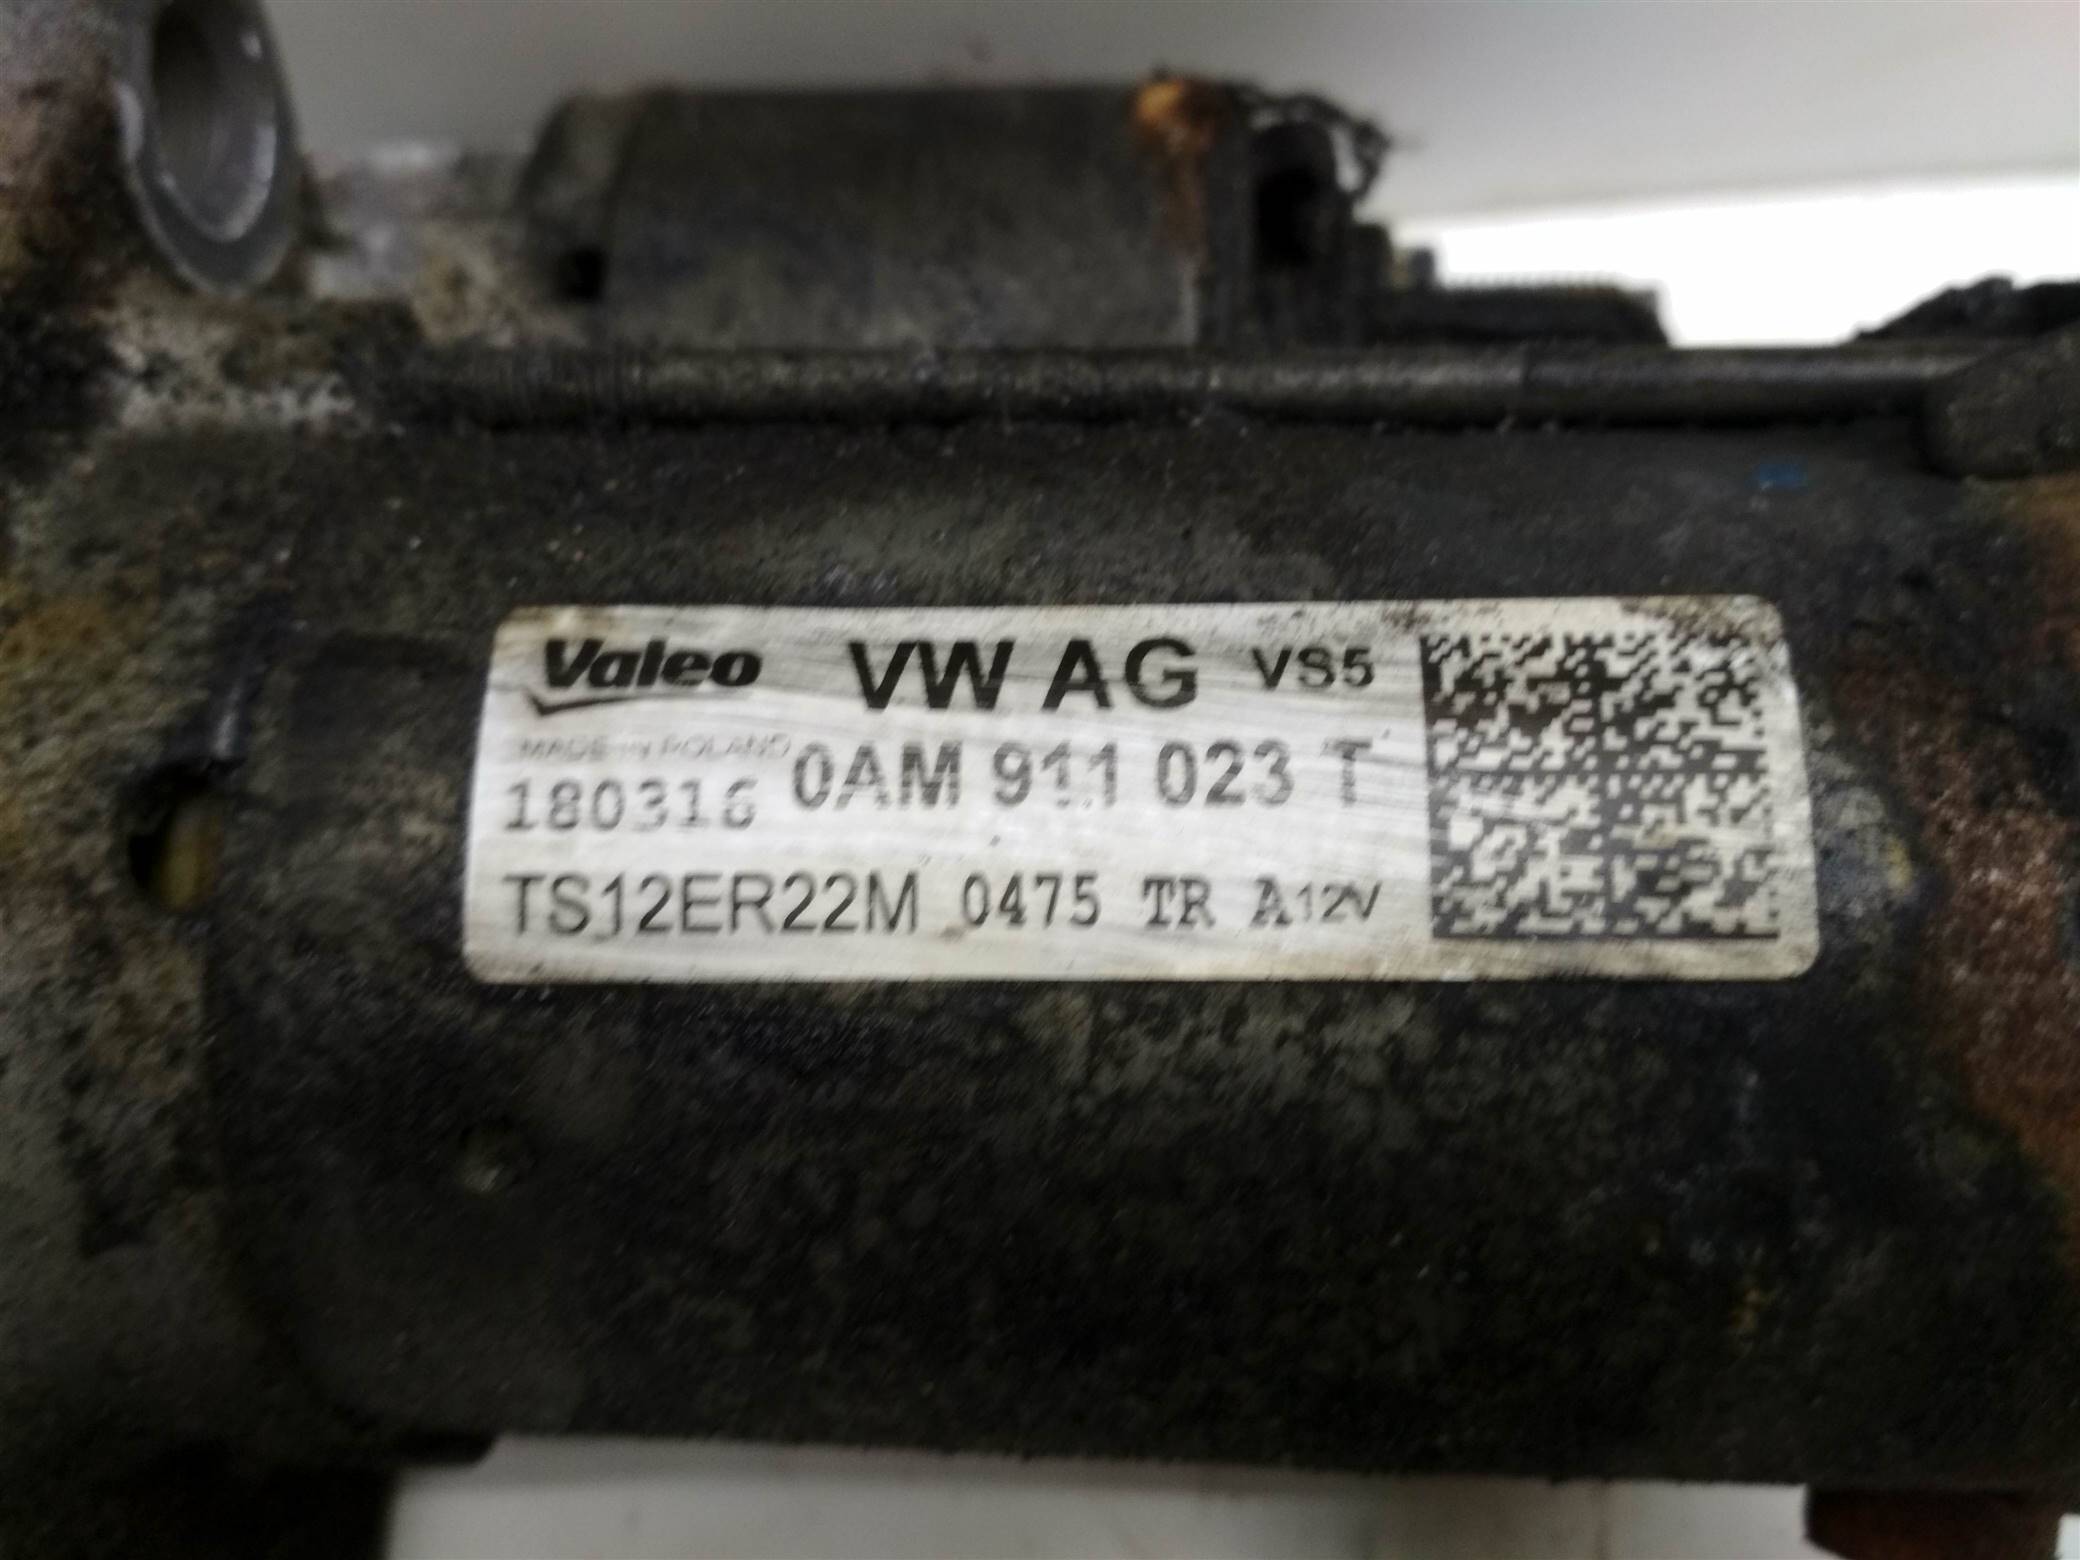 Valeo VW AG VS5
MADE IN POLAND
180316 0AM 911 023 T
TS12ER22M 0475 TR A12V